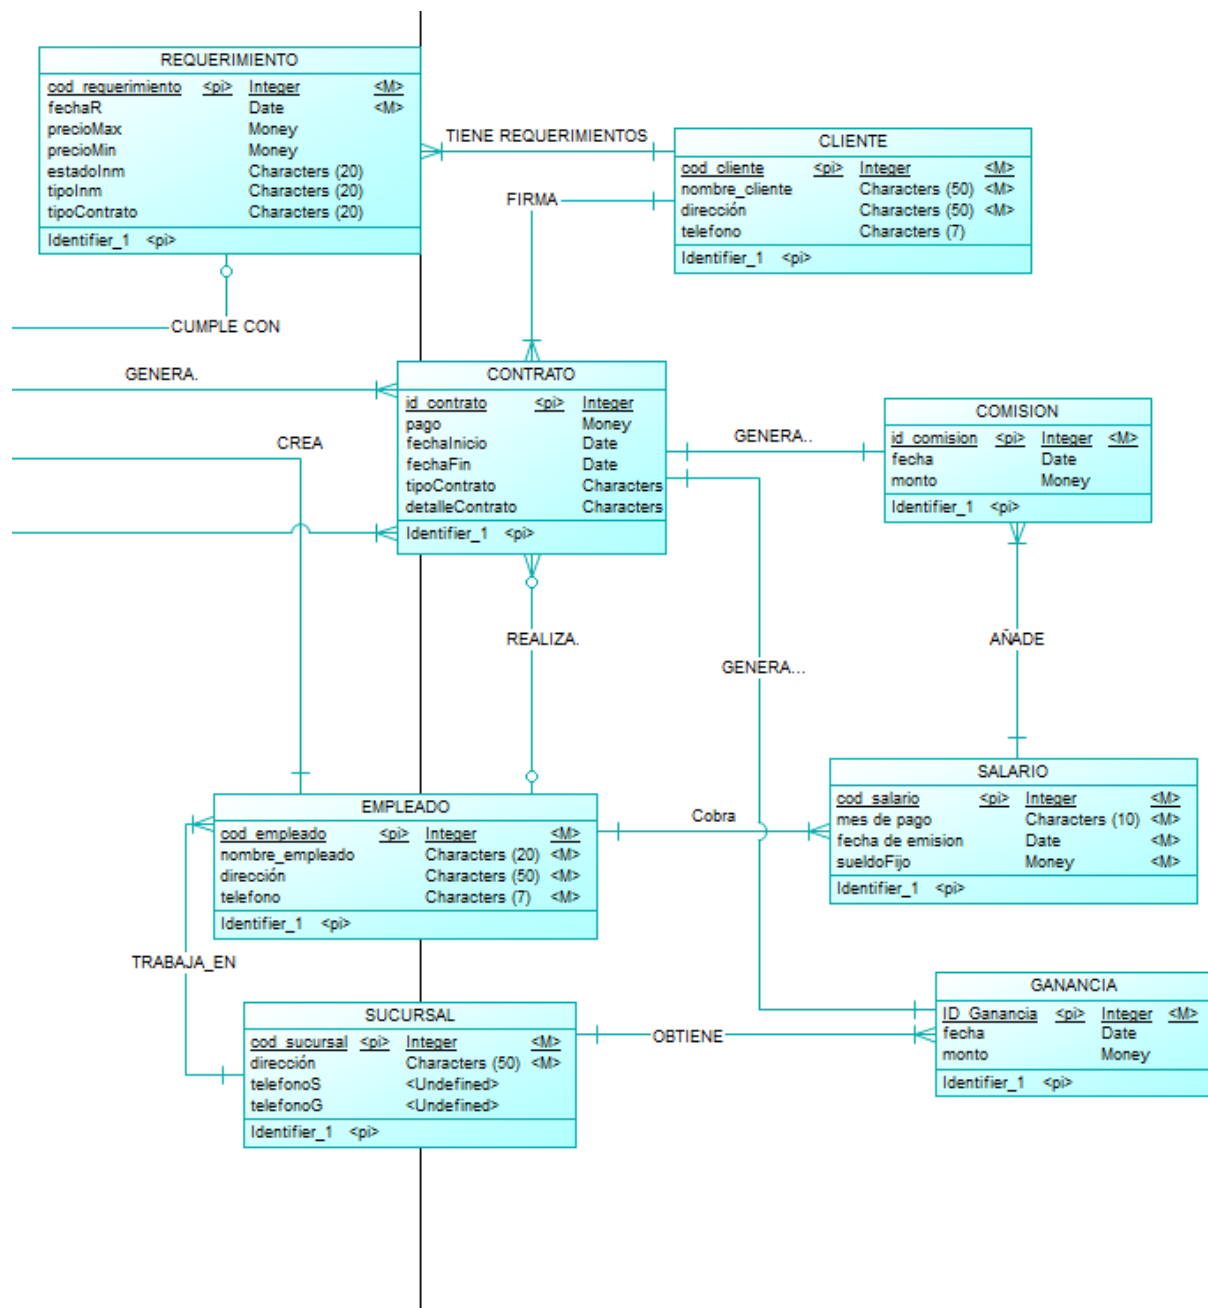 REQUERIMIENTO
cod_requerimiento <pi> Integer <M>
fechaR Date <M>
precioMax Money
precioMin Money
estadoInm Characters (20)
tipoInm Characters (20)
tipoContrato Characters (20)
Identifier_1 <pi>
TIENE REQUERIMIENTOS
CLIENTE
cod_cliente <pi> Integer <M>
nombre_cliente Characters (50) <M>
dirección Characters (50) <M>
telefono Characters (7)
Identifier_1 <pi>
FIRMA
CUMPLE CON
GENERA.
CREA
CONTRATO
id_contrato <pi> Integer
pago Money
fechaInicio Date
fechaFin Date
tipoContrato Characters
detalleContrato Characters
Identifier_1 <pi>
GENERA..
COMISION
id_comision <pi> Integer <M>
fecha Date
monto Money
Identifier_1 <pi>
REALIZA.
GENERA...
AÑADE
SALARIO
cod_salario <pi> Integer <M>
mes de pago Characters (10) <M>
fecha de emision Date <M>
sueldoFijo Money <M>
Identifier_1 <pi>
Cobra
EMPLEADO
cod_empleado <pi> Integer <M>
nombre_empleado Characters (20) <M>
dirección Characters (50) <M>
telefono Characters (7) <M>
Identifier_1 <pi>
TRABAJA_EN
SUCURSAL
cod_sucursal <pi> Integer <M>
dirección Characters (50) <M>
telefonoS <Undefined>
telefonoG <Undefined>
Identifier_1 <pi>
OBTIENE
GANANCIA
ID_Ganancia <pi> Integer <M>
fecha Date
monto Money
Identifier_1 <pi>